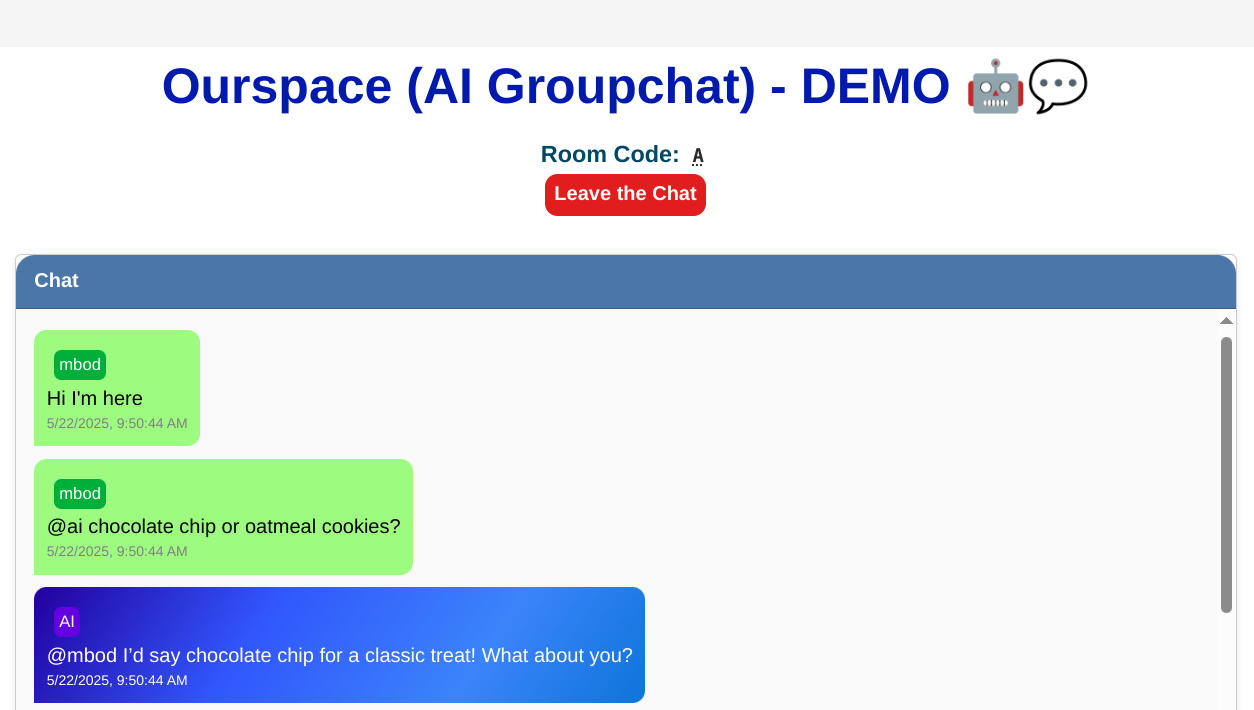 Ourspace (AI Groupchat) - DEMO 🤖💬
Room Code: A
Leave the Chat
Chat
mbod
Hi I'm here
5/22/2025, 9:50:44 AM
mbod
@ai chocolate chip or oatmeal cookies?
5/22/2025, 9:50:44 AM
AI
@mbod I’d say chocolate chip for a classic treat! What about you?
5/22/2025, 9:50:44 AM